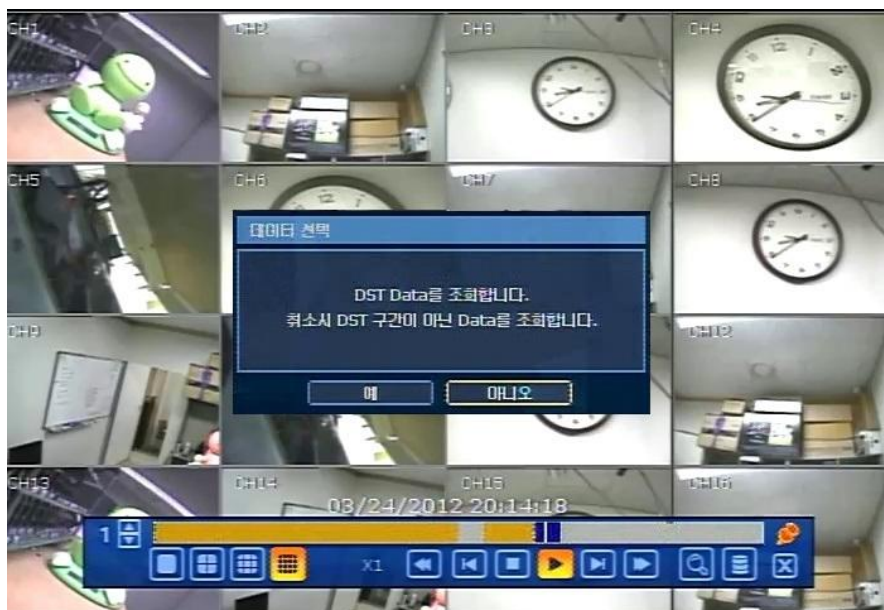 CH1
CH2
CH3
CH4
CH5
CH6
CH7
CH8
데이터 선택
DST Data를 조회합니다.
취소시 DST 구간이 아닌 Data를 조회합니다.
예
아니오
CH9
CH12
CH13
CH14
CH15
CH16
03/24/2012 20:14:18
1
X1